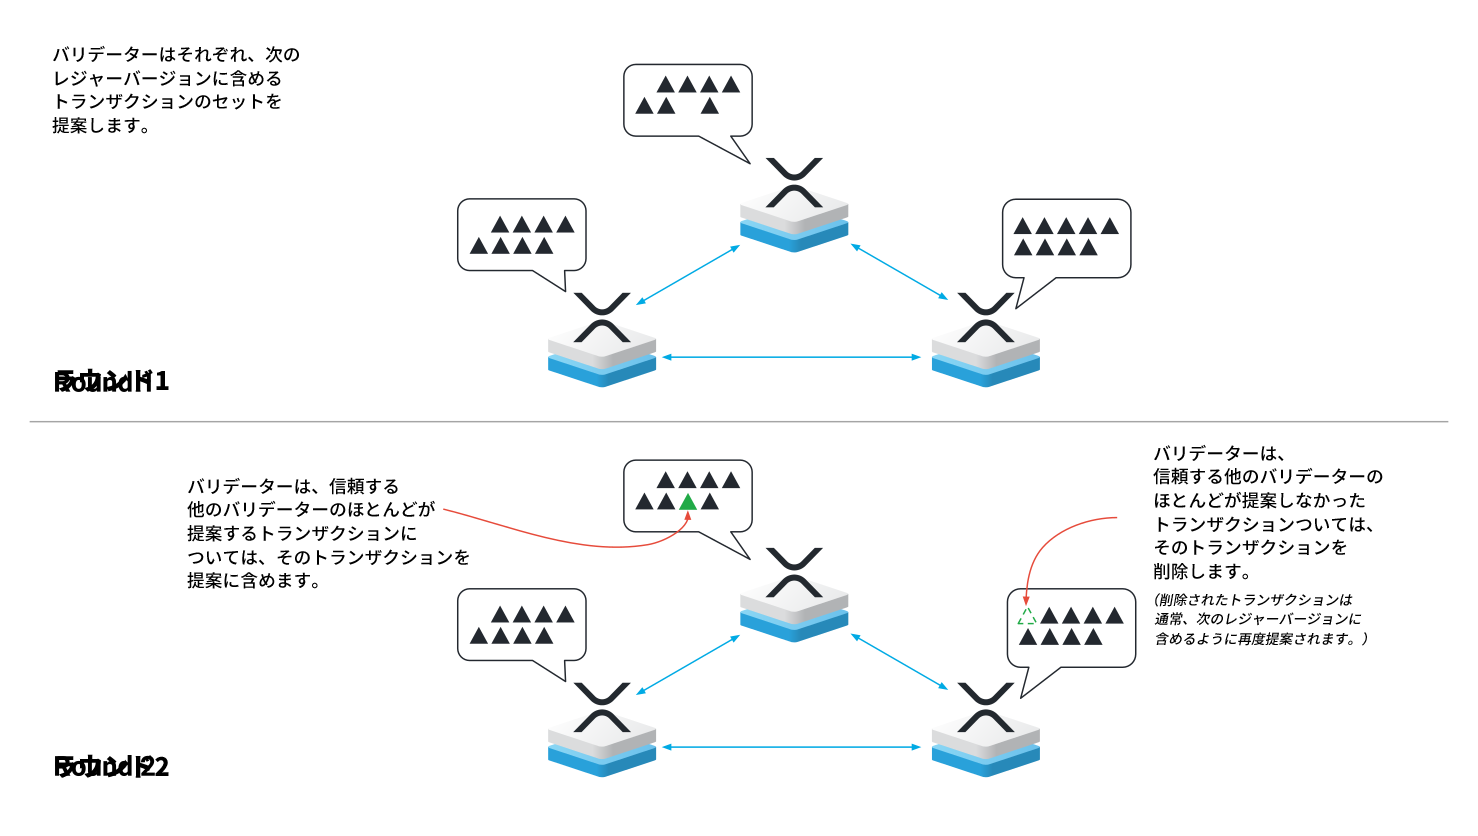 バリデーターはそれぞれ、次の
レジャーバージョンに含める
トランザクションのセットを
提案します。
ラウンド1
バリデーターは、信頼する
他のバリデーターのほとんどが
提案するトランザクションに
ついては、そのトランザクションを
提案に含めます。
バリデーターは、
信頼する他のバリデーターの
ほとんどが提案しなかった
トランザクションついては、
そのトランザクションを
削除します。
（削除されたトランザクションは
通常、次のレジャーバージョンに
含めるように再度提案されます。）
ラウンド2